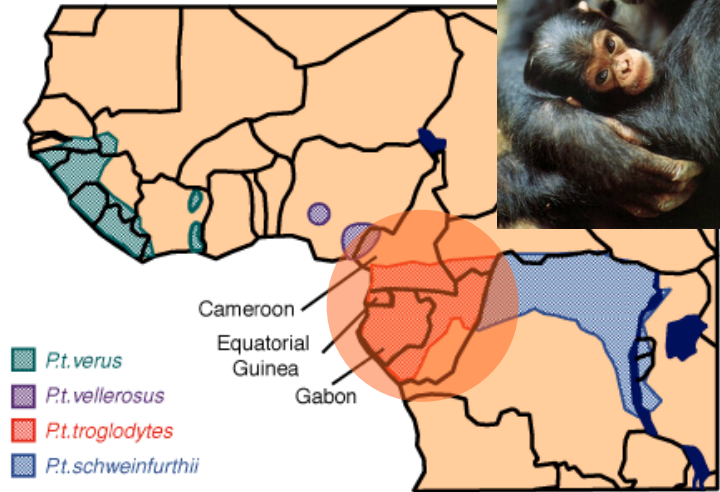 Cameroon
Equatorial
Guinea
Gabon
P.t.verus
P.t.vellerosus
P.t.troglodytes
P.t.schweinfurthii